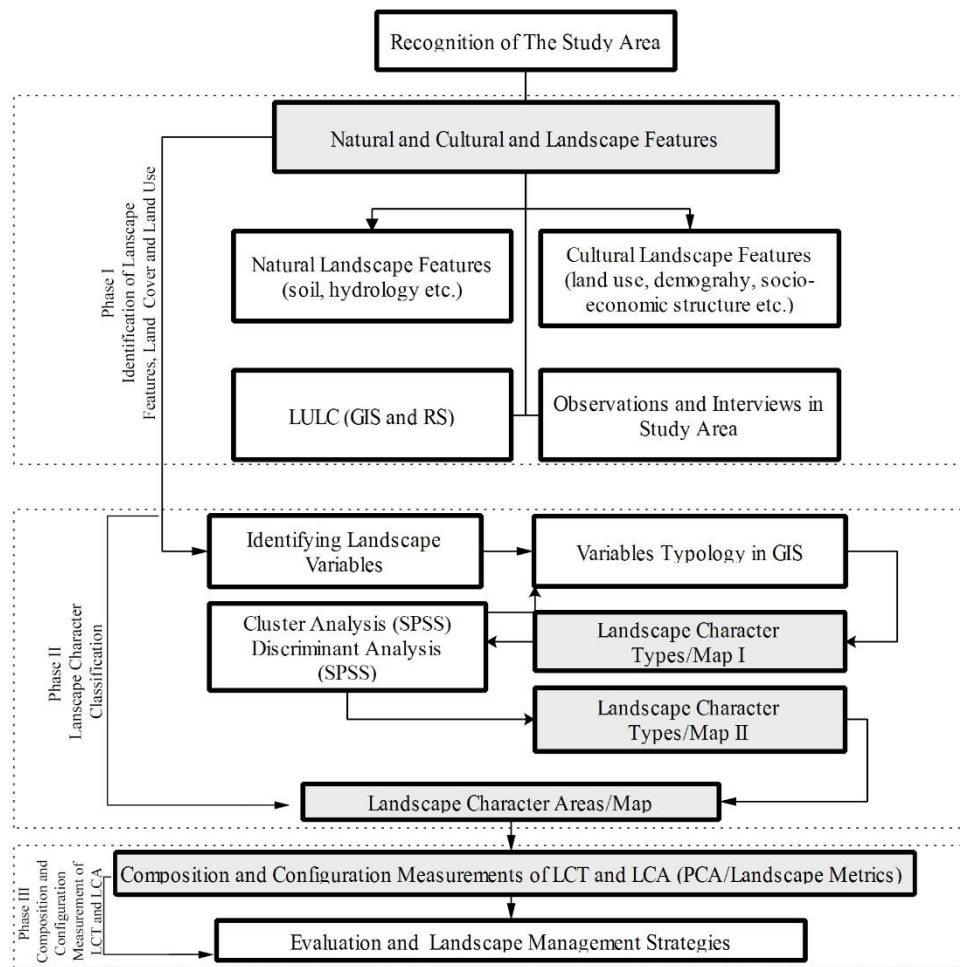 Recognition of The Study Area
Natural and Cultural and Landscape Features
Phase I
Identification of Lanscape
Features, Land Cover and Land Use
Natural Landscape Features
(soil, hydrology etc.)
Cultural Landscape Features
(land use, demograhy, socio-
economic structure etc.)
LULC (GIS and RS)
Observations and Interviews in
Study Area
Phase II
Lanscape Character
Classification
Identifying Landscape
Variables
Variables Typology in GIS
Cluster Analysis (SPSS)
Discriminant Analysis
(SPSS)
Landscape Character
Types/Map I
Landscape Character
Types/Map II
Landscape Character Areas/Map
Phase III
Composition and
Configuration
Measurement of
LCT and LCA
Composition and Configuration Measurements of LCT and LCA (PCA/Landscape Metrics)
Evaluation and Landscape Management Strategies